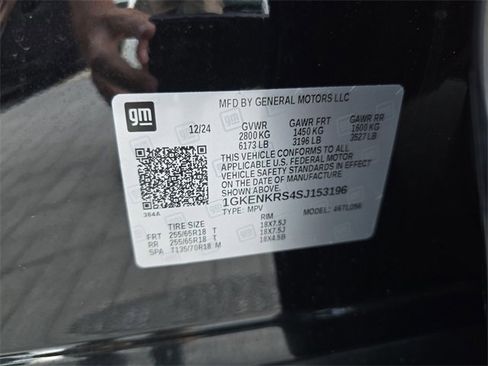 gm
MFD BY GENERAL MOTORS LLC
12/24 GVWR GAWR FRT GAWR RR
2800 KG 1450 KG 1600 KG
6173 LB 3196 LB 3527 LB
THIS VEHICLE CONFORMS TO ALL
APPLICABLE U.S. FEDERAL MOTOR
VEHICLE SAFETY STANDARDS IN EFFECT
ON THE DATE OF MANUFACTURE
SHOWN ABOVE.
1GKENKRS4SJ153196
384A TYPE: MPV MODEL: 46TL056
TIRE SIZE RIM
FRT 255/65R18 T 18X7.5J
RR 255/65R18 T 18X7.5J
SPA T135/70R18 M 18X4.5B